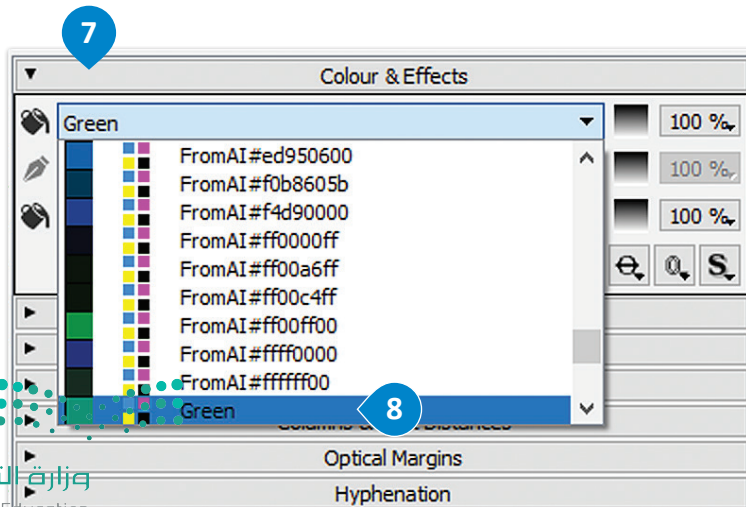 7
Colour & Effects
Green
100 %
FromAI#ed950600
FromAI#f0b8605b
100 %
FromAI#f4d90000
100 %
FromAI#ff0000ff
FromAI#ff00a6ff
FromAI#ff00c4ff
FromAI#ff00ff00
FromAI#ffff0000
FromAI#ffffff00
Green
8
Optical Margins
وزارة
Hyphenation